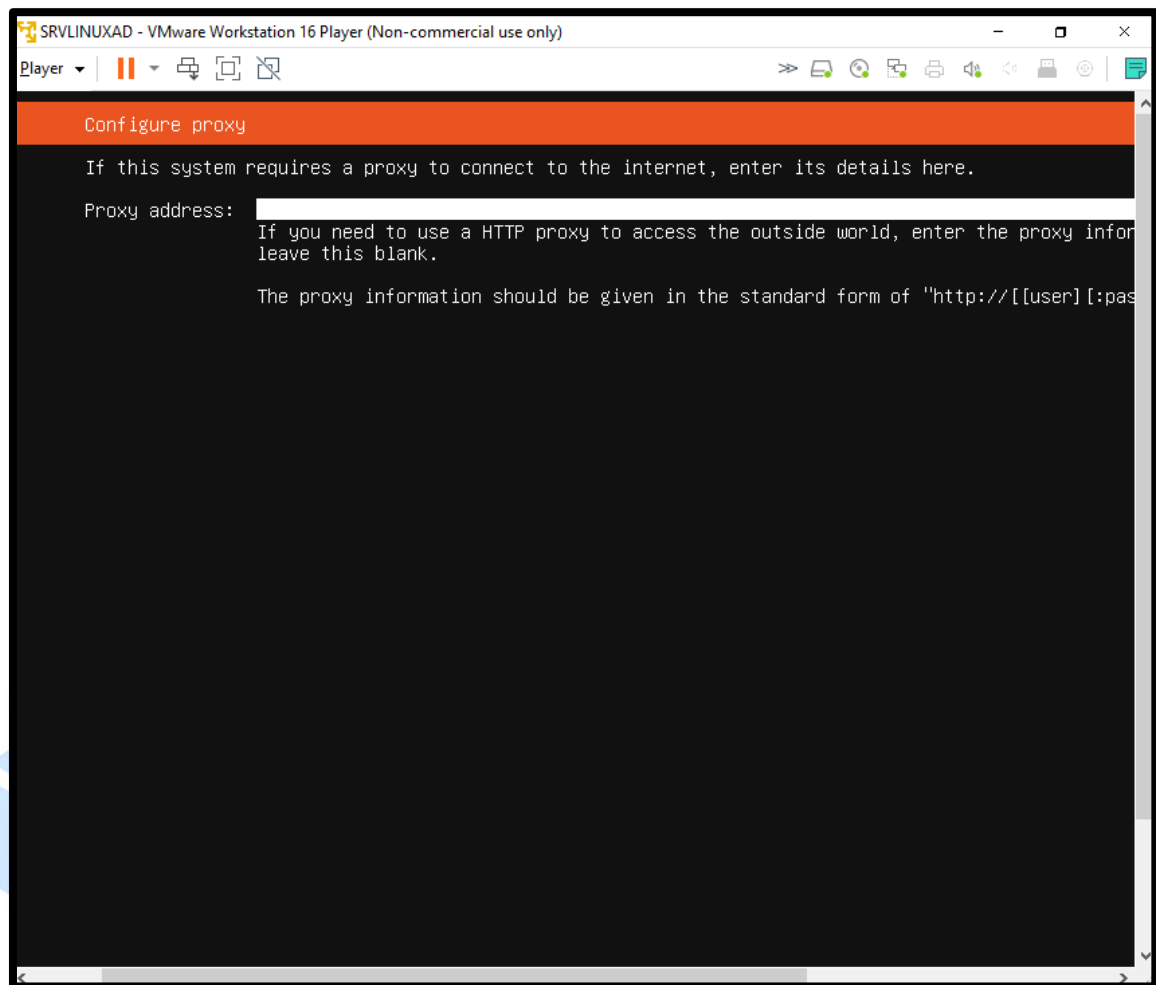 SRVLINUXAD - VMware Workstation 16 Player (Non-commercial use only)
Player
Configure proxy
If this system requires a proxy to connect to the internet, enter its details here.
Proxy address:
If you need to use a HTTP proxy to access the outside world, enter the proxy infor
leave this blank.
The proxy information should be given in the standard form of "http://[[user][:pas